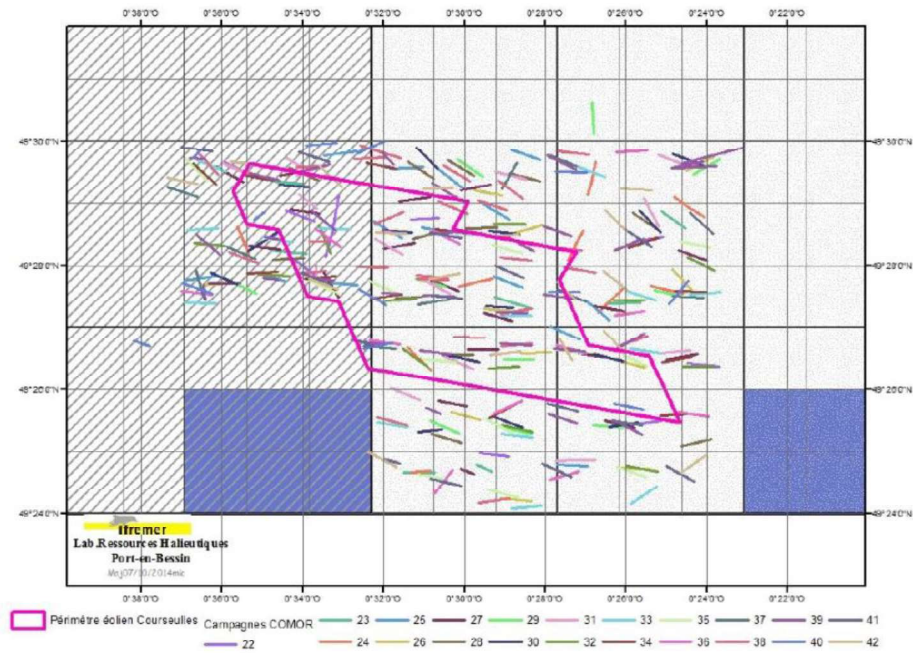 0°38'0"O 0°36'0"O 0°34'0"O 0°32'0"O 0°30'0"O 0°28'0"O 0°26'0"O 0°24'0"O 0°22'0"O
49°30'0"N 49°30'0"N
49°28'0"N 49°28'0"N
49°26'0"N 49°26'0"N
49°24'0"N 49°24'0"N
Ifremer
Lab.Ressources Halieutiques
Port-en-Bessin
0°38'0"O 0°36'0"O 0°34'0"O 0°32'0"O 0°30'0"O 0°28'0"O 0°26'0"O 0°24'0"O 0°22'0"O
Périmètre éolien Courseulles Campagnes COMOR 23 25 27 29 31 33 35 37 39 41
22 24 26 28 30 32 34 36 38 40 42